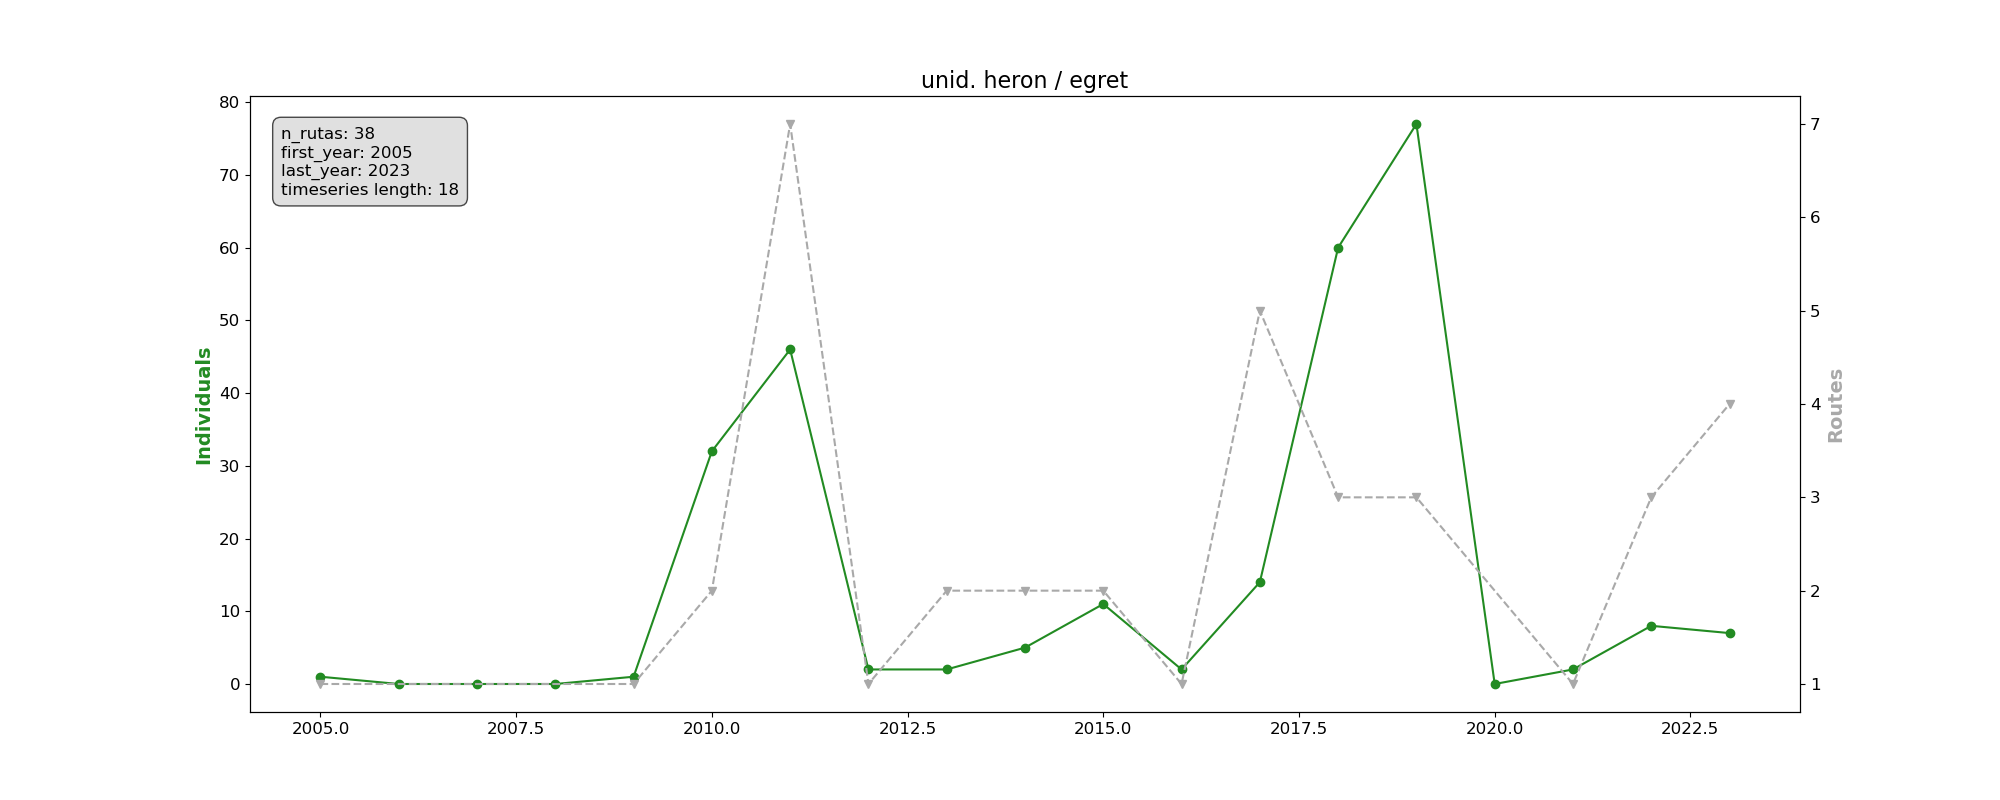 unid. heron / egret
n_rutas: 38
first_year: 2005
last_year: 2023
timeseries length: 18
80
70
60
50
40
30
20
10
0
Individuals
7
6
5
4
3
2
1
Routes
2005.0 2007.5 2010.0 2012.5 2015.0 2017.5 2020.0 2022.5